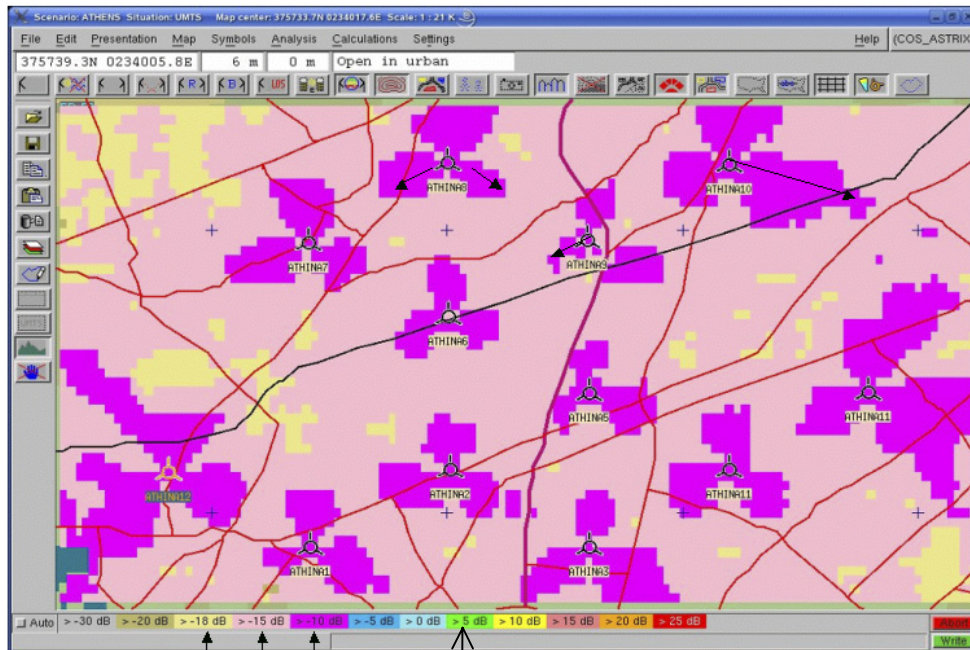 Scenario: ATHENS Situation: UMTS Map center: 375733.7N 0234017.6E Scale: 1 : 21 K
File Edit Presentation Map Symbols Analysis Calculations Settings Help (COS_ASTRIX
375739.3N 0234005.8E 6 m 0 m Open in urban
R B LOS
ATHINA8
ATHINA10
ATHINA7
ATHINA9
ATHINA6
UMTS
ATHINA5
ATHINA11
ATHINA12
ATHINA2
ATHINA11
ATHINA1
ATHINA3
Auto > -30 dB > -20 dB > -18 dB > -15 dB > -10 dB > -5 dB > 0 dB > 5 dB > 10 dB > 15 dB > 20 dB > 25 dB Abort
Write